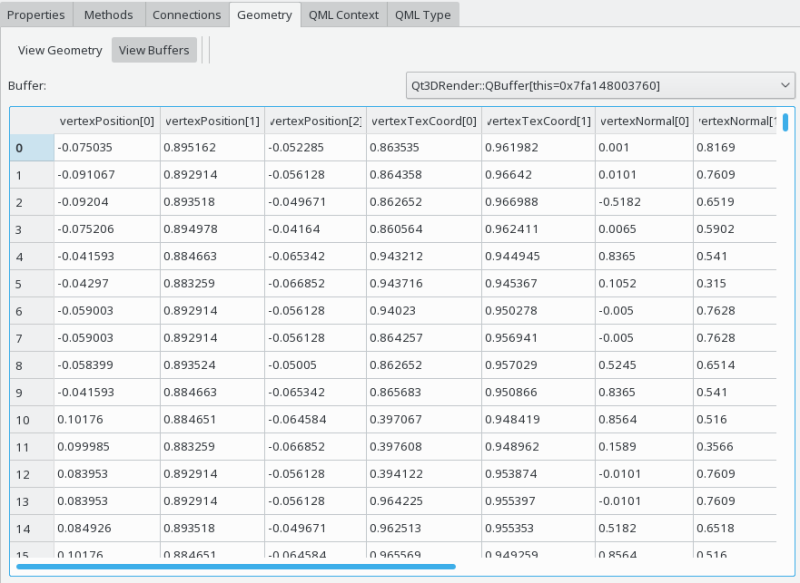 Properties Methods Connections Geometry QML Context QML Type
View Geometry View Buffers
Buffer: Qt3DRender::QBuffer[this=0x7fa148003760]
vertexPosition[0] vertexPosition[1] vertexPosition[2] vertexTexCoord[0] vertexTexCoord[1] vertexNormal[0] vertexNormal[1
0 -0.075035 0.895162 -0.052285 0.863535 0.961982 0.001 0.8169
1 -0.091067 0.892914 -0.056128 0.864358 0.96642 0.0101 0.7609
2 -0.09204 0.893518 -0.049671 0.862652 0.966988 -0.5182 0.6519
3 -0.075206 0.894978 -0.04164 0.860564 0.962411 0.0065 0.5902
4 -0.041593 0.884663 -0.065342 0.943212 0.944945 0.8365 0.541
5 -0.04297 0.883259 -0.066852 0.943716 0.945367 0.1052 0.315
6 -0.059003 0.892914 -0.056128 0.94023 0.950278 -0.005 0.7628
7 -0.059003 0.892914 -0.056128 0.864257 0.956941 -0.005 0.7628
8 -0.058399 0.893524 -0.05005 0.862652 0.957029 0.5245 0.6514
9 -0.041593 0.884663 -0.065342 0.865683 0.950866 0.8365 0.541
10 0.10176 0.884651 -0.064584 0.397067 0.948419 0.8564 0.516
11 0.099985 0.883259 -0.066852 0.397608 0.948962 0.1589 0.3566
12 0.083953 0.892914 -0.056128 0.394122 0.953874 -0.0101 0.7609
13 0.083953 0.892914 -0.056128 0.964225 0.955397 -0.0101 0.7609
14 0.084926 0.893518 -0.049671 0.962513 0.955353 0.5182 0.6518
15 0.10176 0.884651 -0.064584 0.965569 0.949259 0.8564 0.516